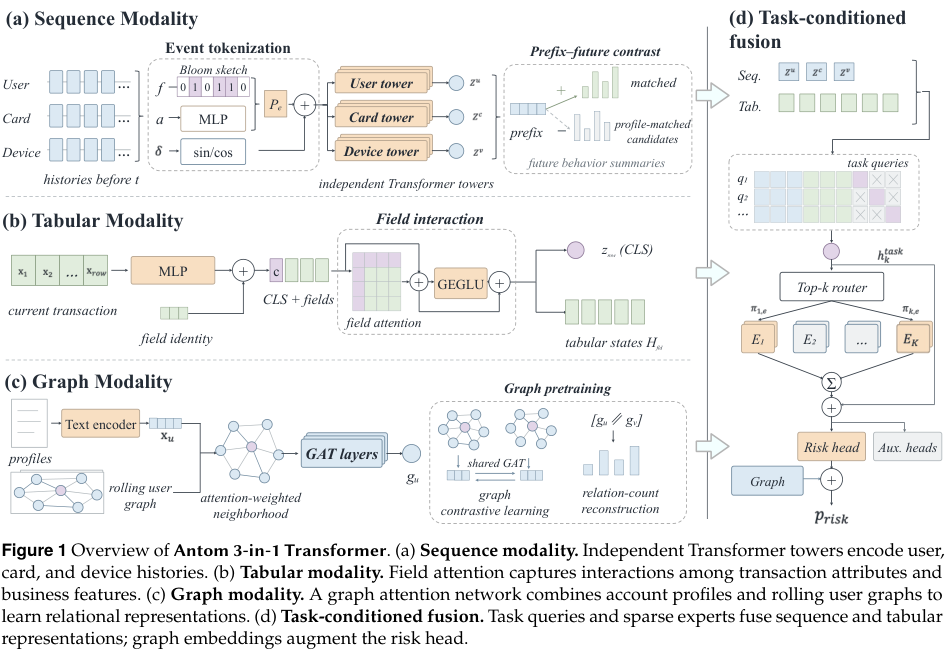 (a) Sequence Modality
Event tokenization
Bloom sketch
User
Card
Device
...
...
...
histories before t
f
0 1 0 1 1 0
a
MLP
δ
sin/cos
P_e
+
User tower
Card tower
Device tower
z^u
z^c
z^v
independent Transformer towers
Prefix–future contrast
prefix
+
−
matched
profile-matched
candidates
future behavior summaries
(b) Tabular Modality
x_1 x_2 ... x_row
current transaction
MLP
field identity
+
c
CLS + fields
Field interaction
field attention
+
GEGLU
+
(CLS)
tabular states
(c) Graph Modality
profiles
Text encoder
x_u
rolling user
graph
attention-weighted
neighborhood
GAT layers
g_u
Graph pretraining
shared GAT
graph
contrastive learning
[g_u ∥ g_v]
relation-count
reconstruction
(d) Task-conditioned
fusion
Seq.
z^u z^c z^v
Tab.
task queries
q_1
q_2
...
h_k^task
Top-k router
π_1,e
π_k,e
E_1 E_2 ... E_K
Σ
+
Risk head
Aux. heads
Graph
+
p_risk
Figure 1 Overview of Antom 3-in-1 Transformer. (a) Sequence modality. Independent Transformer towers encode user,
card, and device histories. (b) Tabular modality. Field attention captures interactions among transaction attributes and
business features. (c) Graph modality. A graph attention network combines account profiles and rolling user graphs to
learn relational representations. (d) Task-conditioned fusion. Task queries and sparse experts fuse sequence and tabular
representations; graph embeddings augment the risk head.